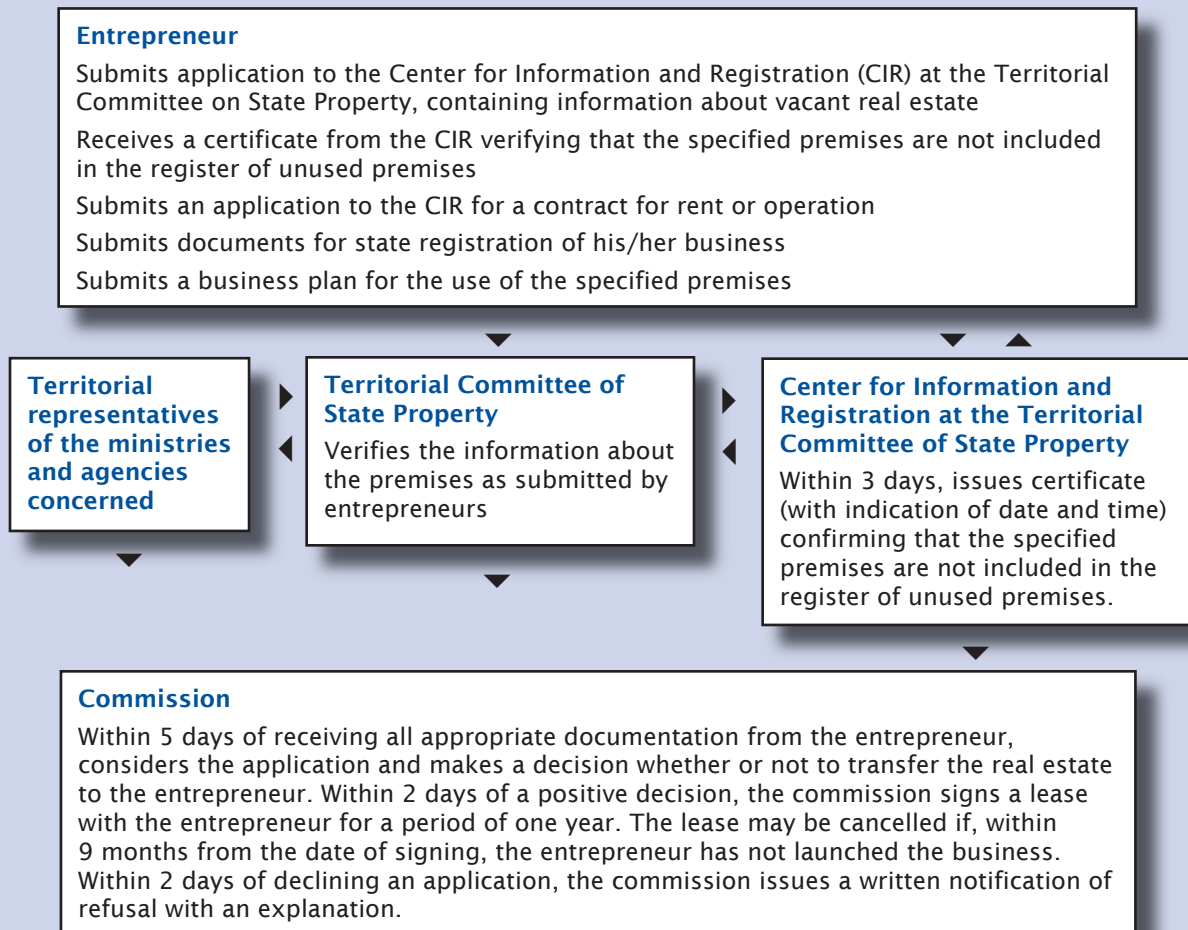 Entrepreneur
Submits application to the Center for Information and Registration (CIR) at the Territorial
Committee on State Property, containing information about vacant real estate
Receives a certificate from the CIR verifying that the specified premises are not included
in the register of unused premises
Submits an application to the CIR for a contract for rent or operation
Submits documents for state registration of his/her business
Submits a business plan for the use of the specified premises
Territorial
representatives
of the ministries
and agencies
concerned
Territorial Committee of
State Property
Verifies the information about
the premises as submitted by
entrepreneurs
Center for Information and
Registration at the Territorial
Committee of State Property
Within 3 days, issues certificate
(with indication of date and time)
confirming that the specified
premises are not included in the
register of unused premises.
Commission
Within 5 days of receiving all appropriate documentation from the entrepreneur,
considers the application and makes a decision whether or not to transfer the real estate
to the entrepreneur. Within 2 days of a positive decision, the commission signs a lease
with the entrepreneur for a period of one year. The lease may be cancelled if, within
9 months from the date of signing, the entrepreneur has not launched the business.
Within 2 days of declining an application, the commission issues a written notification of
refusal with an explanation.